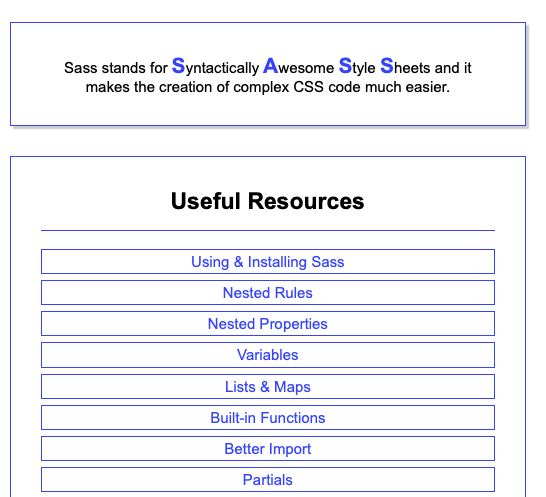 Sass stands for Syntactically Awesome Style Sheets and it
makes the creation of complex CSS code much easier.
Useful Resources
Using & Installing Sass
Nested Rules
Nested Properties
Variables
Lists & Maps
Built-in Functions
Better Import
Partials